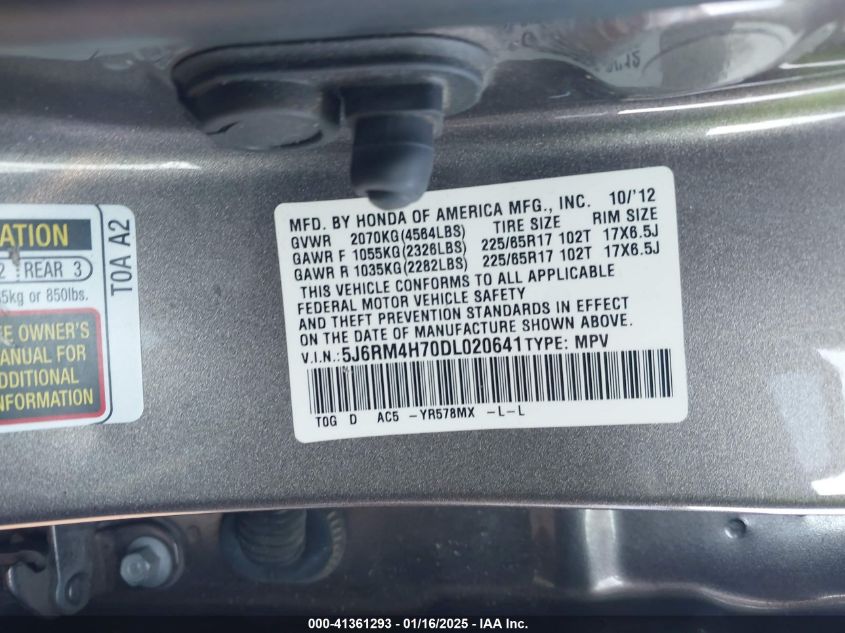 MFD. BY HONDA OF AMERICA MFG., INC. 10/'12
GVWR 2070KG(4564LBS) TIRE SIZE RIM SIZE
GAWR F 1055KG(2326LBS) 225/65R17 102T 17X6.5J
GAWR R 1035KG(2282LBS) 225/65R17 102T 17X6.5J
THIS VEHICLE CONFORMS TO ALL APPLICABLE
FEDERAL MOTOR VEHICLE SAFETY
AND THEFT PREVENTION STANDARDS IN EFFECT
ON THE DATE OF MANUFACTURE SHOWN ABOVE.
V.I.N.:5J6RM4H70DL020641 TYPE: MPV
TOG D AC5 -YR578MX -L-L
ATION
2 REAR 3
5kg or 850lbs.
E OWNER'S
ANUAL FOR
DDITIONAL
NFORMATION
TOA A2
000-41361293 / 01/16/2025 - IAA Inc.